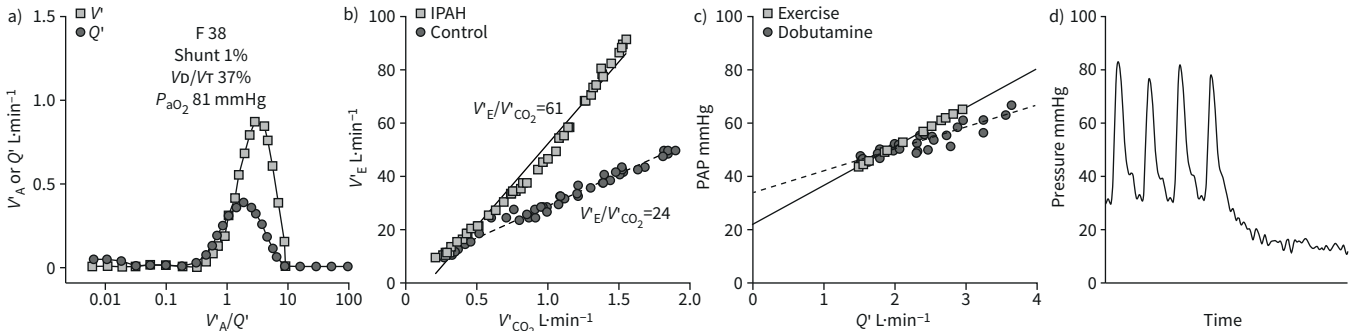 a)
V'
Q'
F 38
Shunt 1%
VD/VT 37%
PaO2 81 mmHg
V'A or Q' L·min−1
1.5
1.0
0.5
0
0.01
0.1
1
10
100
V'A/Q'
b)
IPAH
Control
V'E L·min−1
100
80
60
40
20
0
V'E/V'CO2=61
V'E/V'CO2=24
0
0.5
1.0
1.5
2.0
V'CO2 L·min−1
c)
Exercise
Dobutamine
PAP mmHg
100
80
60
40
20
0
0
1
2
3
4
Q' L·min−1
d)
Pressure mmHg
100
80
60
40
20
0
Time